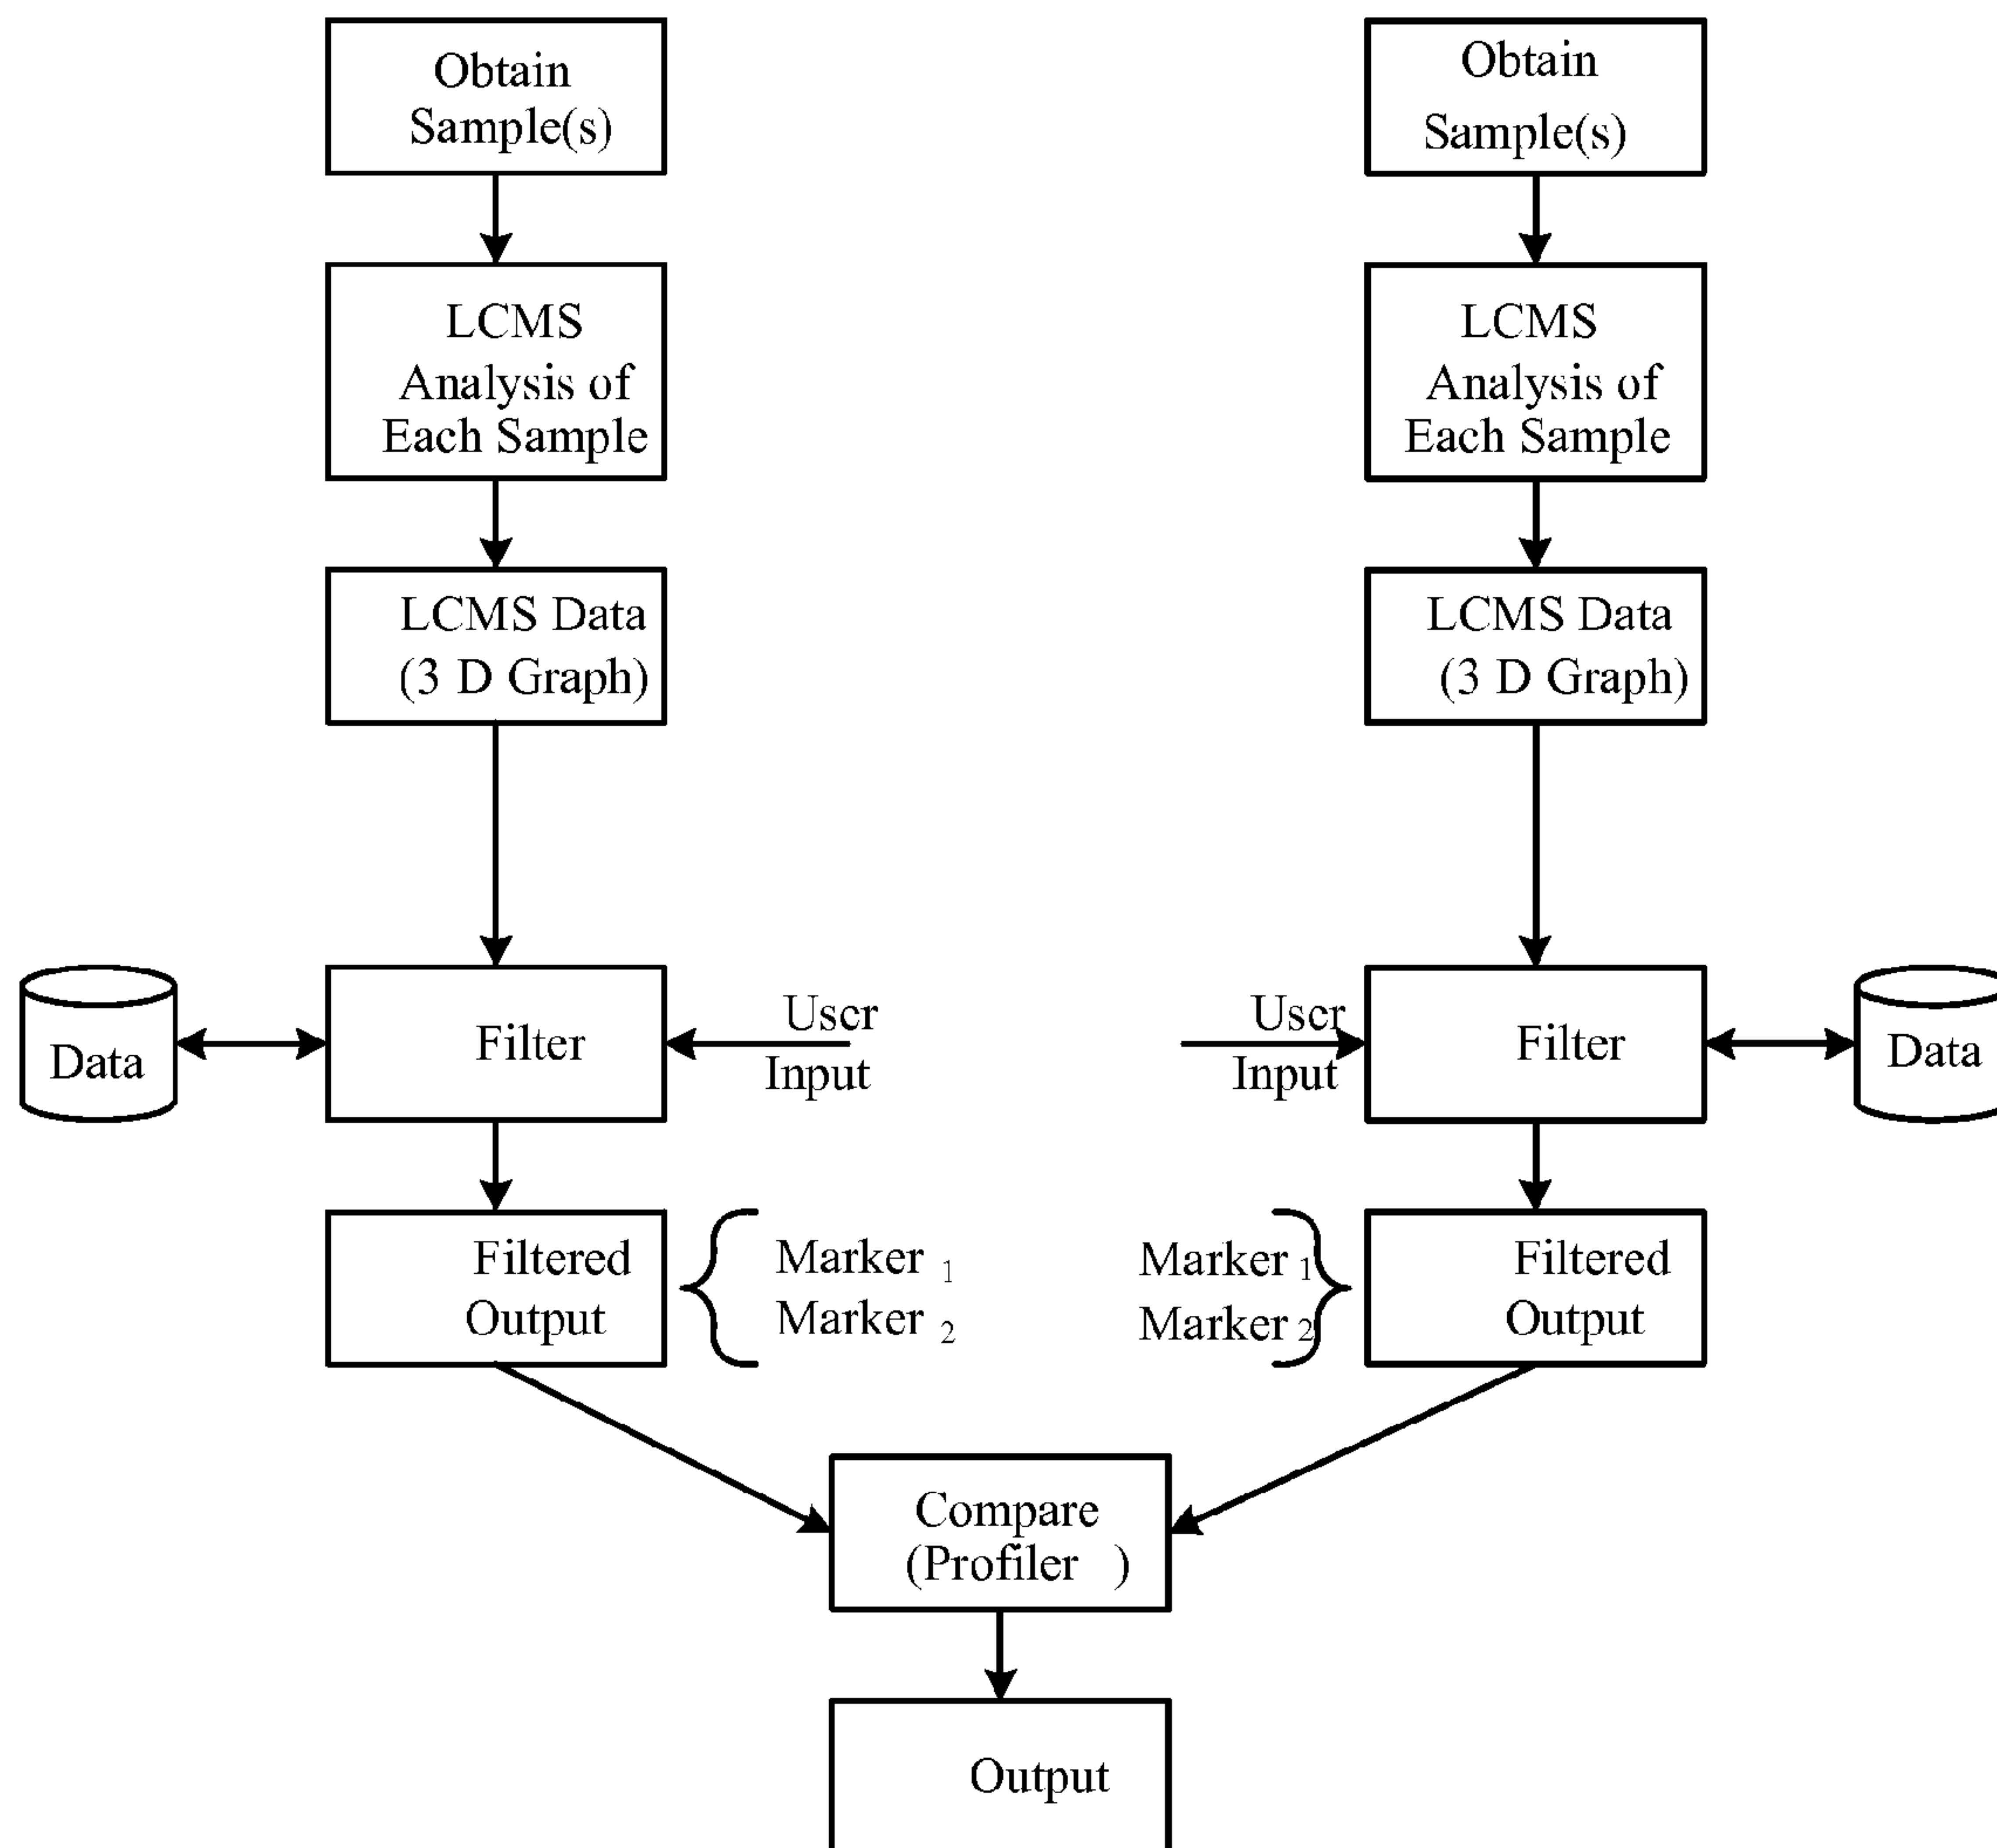 Obtain
Sample(s)
Obtain
Sample(s)
LCMS
Analysis of
Each Sample
LCMS
Analysis of
Each Sample
LCMS Data
(3 D Graph)
LCMS Data
(3 D Graph)
Data
Filter
User
Input
User
Input
Filter
Data
Filtered
Output
Marker 1
Marker 2
Marker 1
Marker 2
Filtered
Output
Compare
(Profiler )
Output